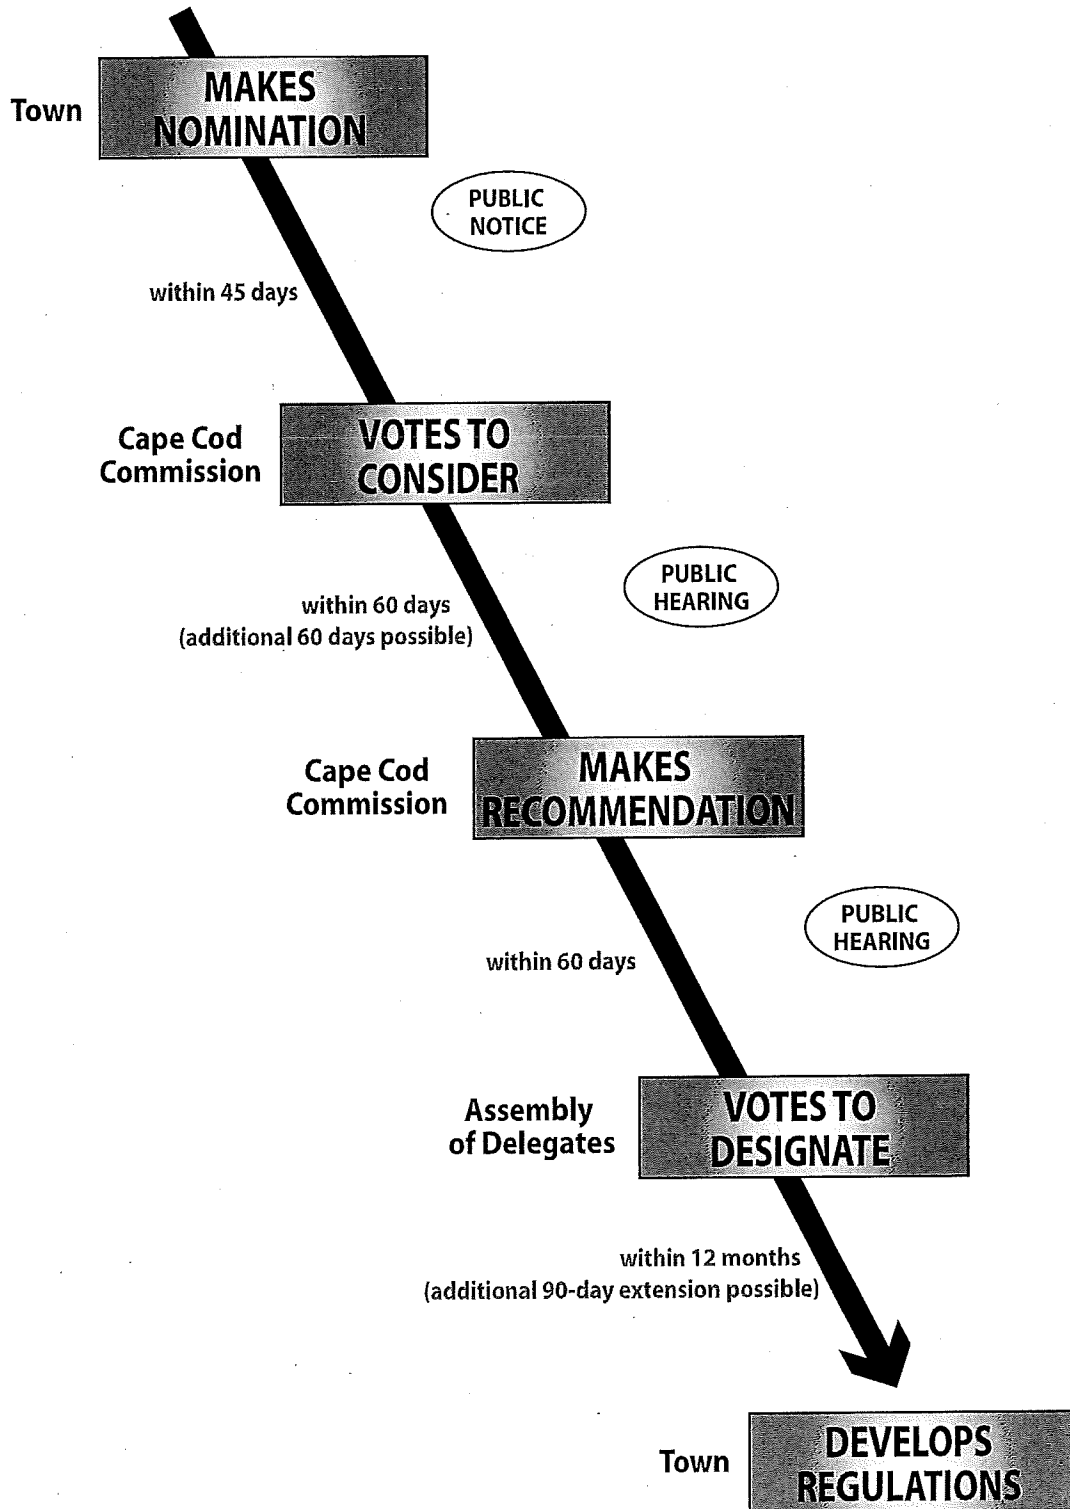 Town
MAKES
NOMINATION
PUBLIC
NOTICE
within 45 days
Cape Cod
Commission
VOTES TO
CONSIDER
PUBLIC
HEARING
within 60 days
(additional 60 days possible)
Cape Cod
Commission
MAKES
RECOMMENDATION
PUBLIC
HEARING
within 60 days
Assembly
of Delegates
VOTES TO
DESIGNATE
within 12 months
(additional 90-day extension possible)
Town
DEVELOPS
REGULATIONS